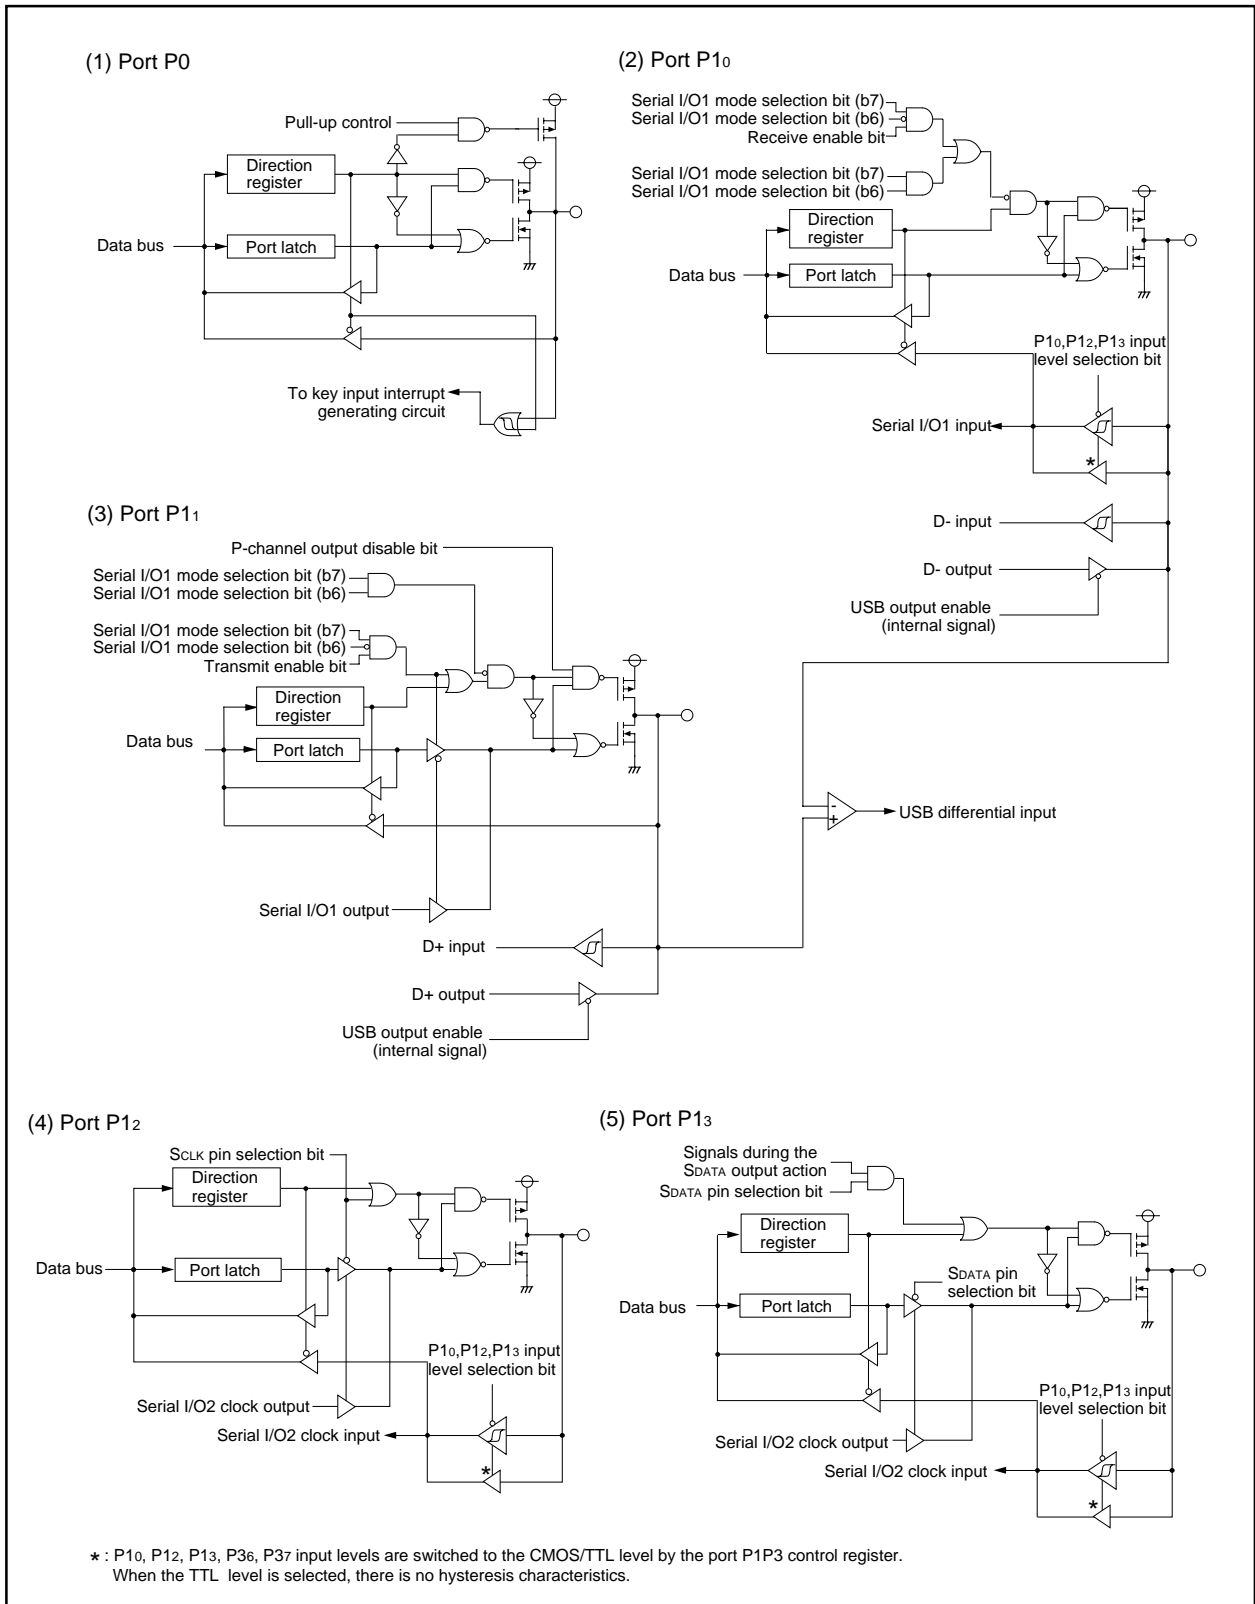 (1) Port P0
Pull-up control
Direction
register
Data bus
Port latch
To key input interrupt
generating circuit
(2) Port P10
Serial I/O1 mode selection bit (b7)
Serial I/O1 mode selection bit (b6)
Receive enable bit
Serial I/O1 mode selection bit (b7)
Serial I/O1 mode selection bit (b6)
Direction
register
Data bus
Port latch
P10,P12,P13 input
level selection bit
Serial I/O1 input
*
D- input
D- output
USB output enable
(internal signal)
(3) Port P11
P-channel output disable bit
Serial I/O1 mode selection bit (b7)
Serial I/O1 mode selection bit (b6)
Serial I/O1 mode selection bit (b7)
Serial I/O1 mode selection bit (b6)
Transmit enable bit
Direction
register
Data bus
Port latch
-
+
USB differential input
Serial I/O1 output
D+ input
D+ output
USB output enable
(internal signal)
(4) Port P12
SCLK pin selection bit
Direction
register
Data bus
Port latch
P10,P12,P13 input
level selection bit
Serial I/O2 clock output
Serial I/O2 clock input
*
(5) Port P13
Signals during the
SDATA output action
SDATA pin selection bit
Direction
register
SDATA pin
selection bit
Data bus
Port latch
P10,P12,P13 input
level selection bit
Serial I/O2 clock output
Serial I/O2 clock input
*
* : P10, P12, P13, P36, P37 input levels are switched to the CMOS/TTL level by the port P1P3 control register.
When the TTL level is selected, there is no hysteresis characteristics.